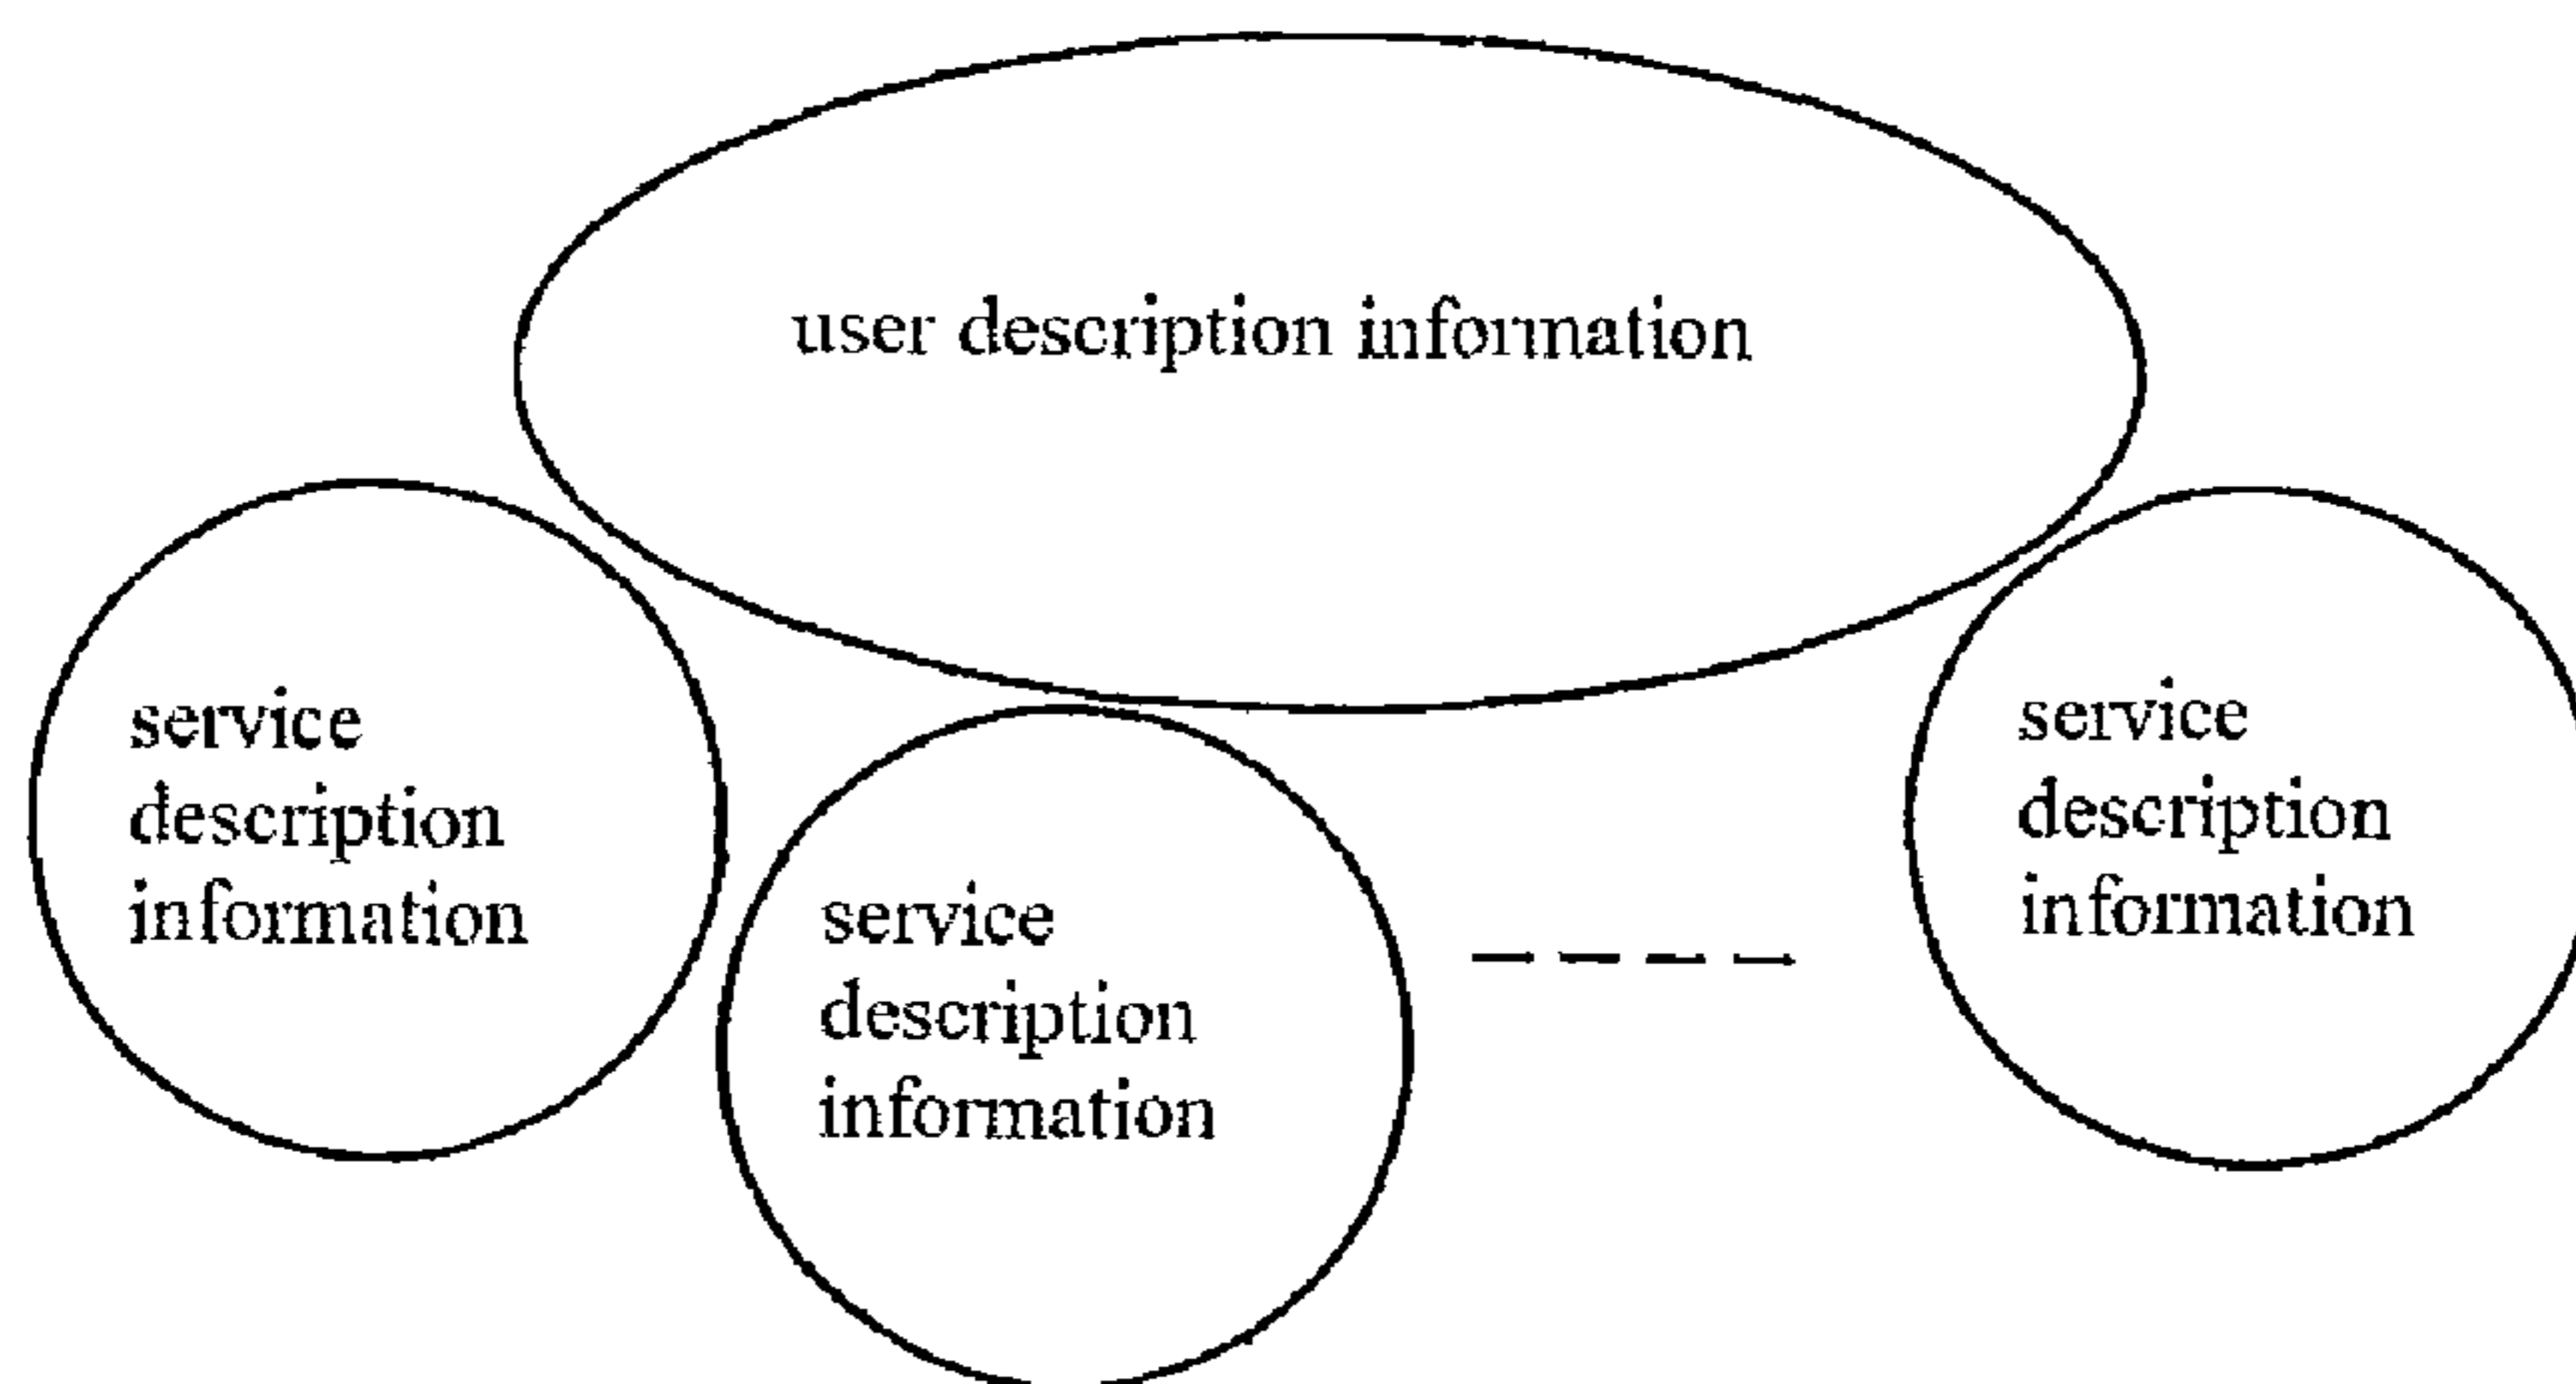 user description information
service
description
information
service
description
information
service
description
information